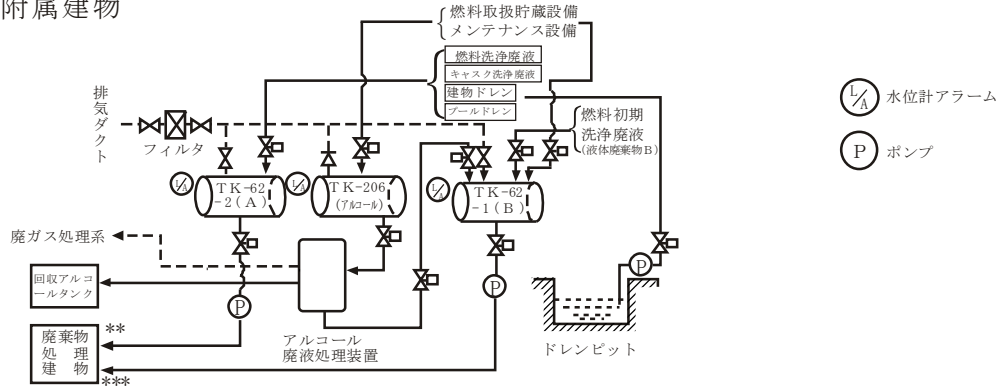 附属建物
燃料取扱貯蔵設備
メンテナンス設備
燃料洗浄廃液
キャスク洗浄廃液
建物ドレン
プールドレン
排気ダクト
フィルタ
燃料初期
洗浄廃液
(液体廃棄物B)
L/A
水位計アラーム
P
ポンプ
L/A
TK-62
-2(A)
L/A
TK-206
(アルコール)
L/A
TK-62
-1(B)
廃ガス処理系
回収アルコ
ールタンク
P
P
P
廃棄物
処理
建物
**
***
アルコール
廃液処理装置
ドレンピット